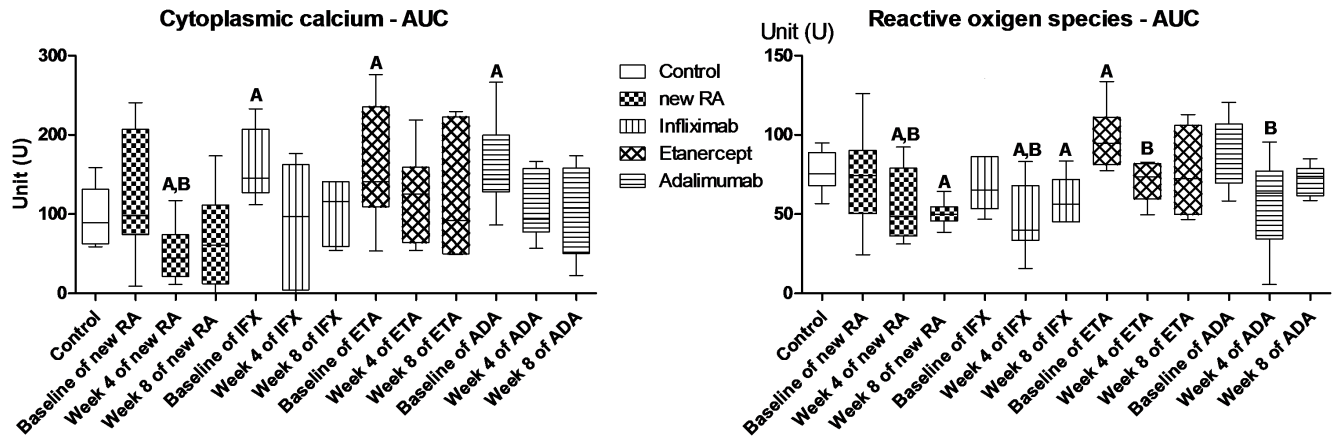 Cytoplasmic calcium - AUC
Unit (U)
300
200
100
0
A,B
A
A
A
Control
Baseline of new RA
Week 4 of new RA
Week 8 of new RA
Baseline of IFX
Week 4 of IFX
Week 8 of IFX
Baseline of ETA
Week 4 of ETA
Week 8 of ETA
Baseline of ADA
Week 4 of ADA
Week 8 of ADA
Control
new RA
Infliximab
Etanercept
Adalimumab
Reactive oxigen species - AUC
Unit (U)
150
100
50
0
A,B
A
A,B
A
A
B
B
Control
Baseline of new RA
Week 4 of new RA
Week 8 of new RA
Baseline of IFX
Week 4 of IFX
Week 8 of IFX
Baseline of ETA
Week 4 of ETA
Week 8 of ETA
Baseline of ADA
Week 4 of ADA
Week 8 of ADA